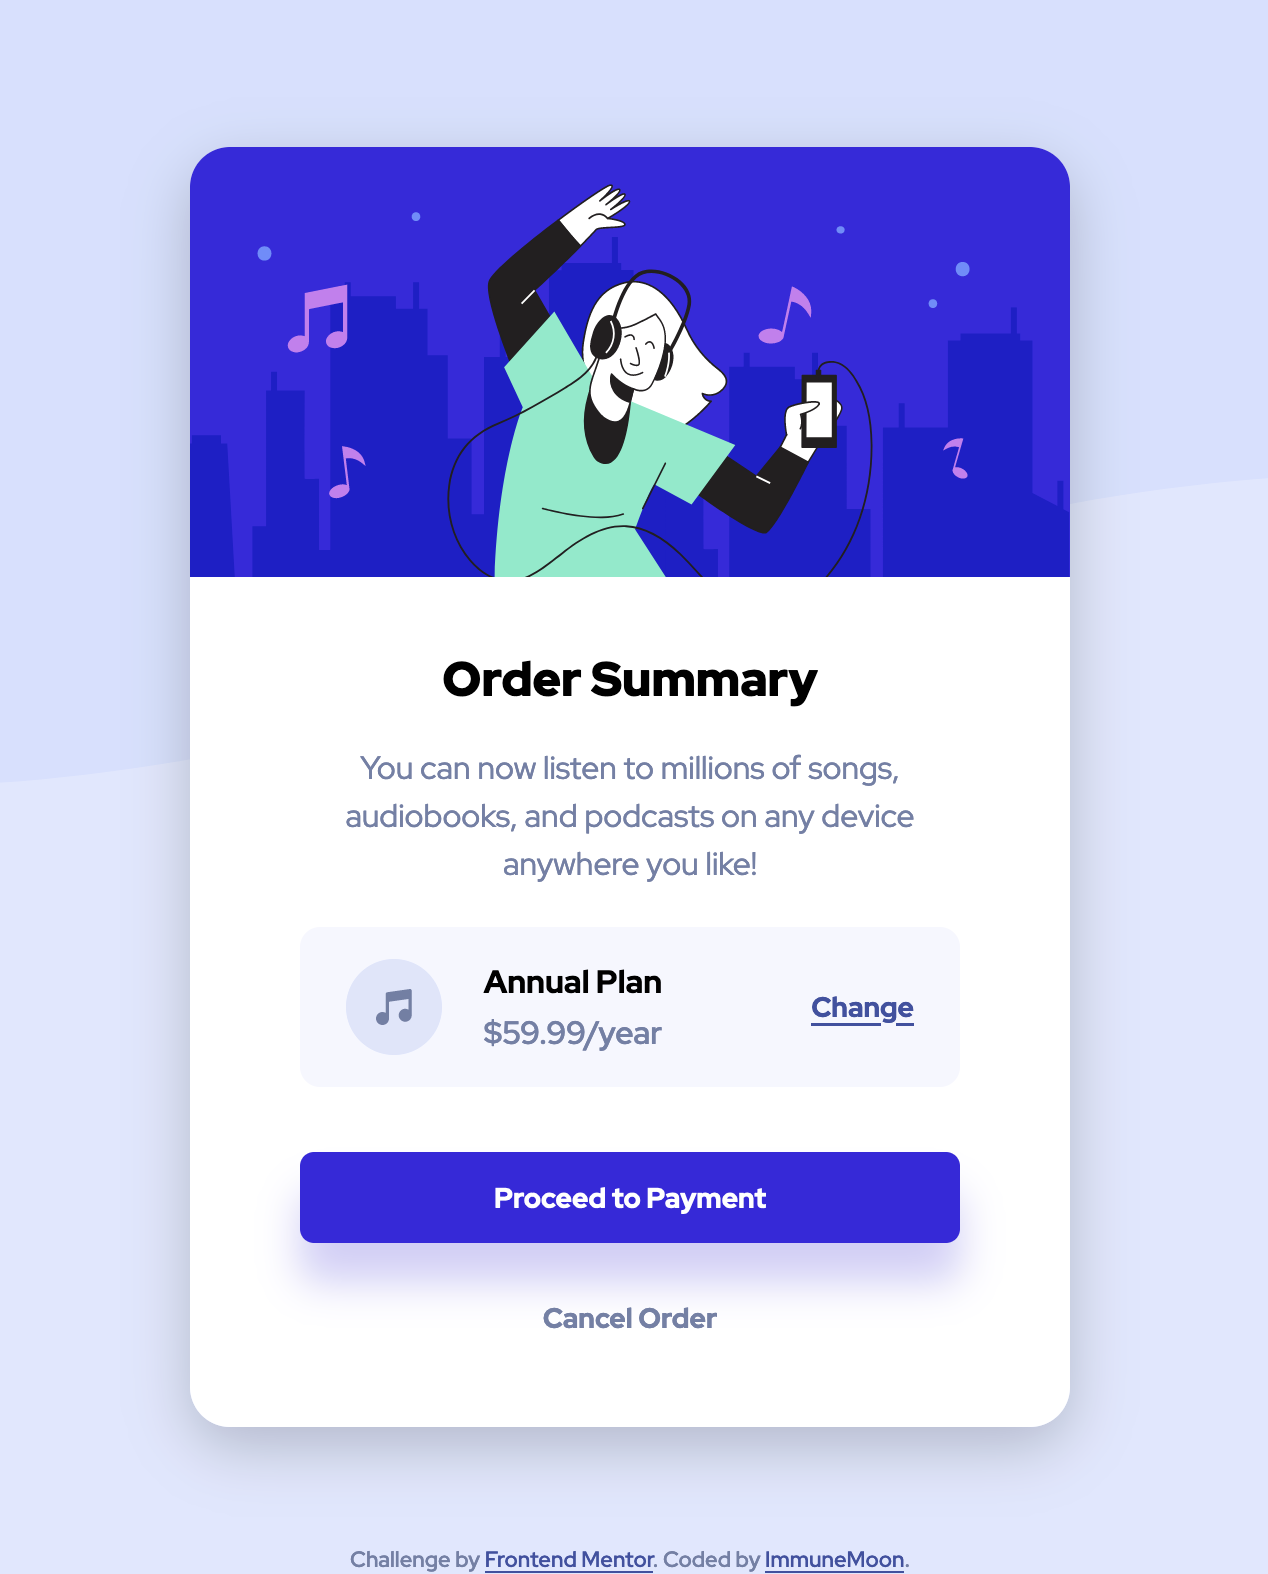 Order Summary
You can now listen to millions of songs,
audiobooks, and podcasts on any device
anywhere you like!
Annual Plan
$59.99/year
Change
Proceed to Payment
Cancel Order
Challenge by Frontend Mentor. Coded by ImmuneMoon.